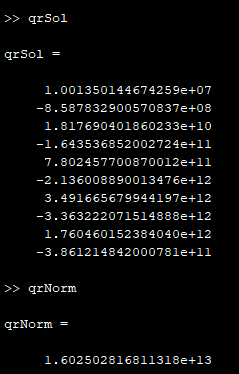 >> qrSol
qrSol =
1.001350144674259e+07
-8.587832900570837e+08
1.817690401860233e+10
-1.643536852002724e+11
7.802457700870012e+11
-2.136008890013476e+12
3.491665679944197e+12
-3.363222071514888e+12
1.760460152384040e+12
-3.861214842000781e+11
>> qrNorm
qrNorm =
1.602502816811318e+13